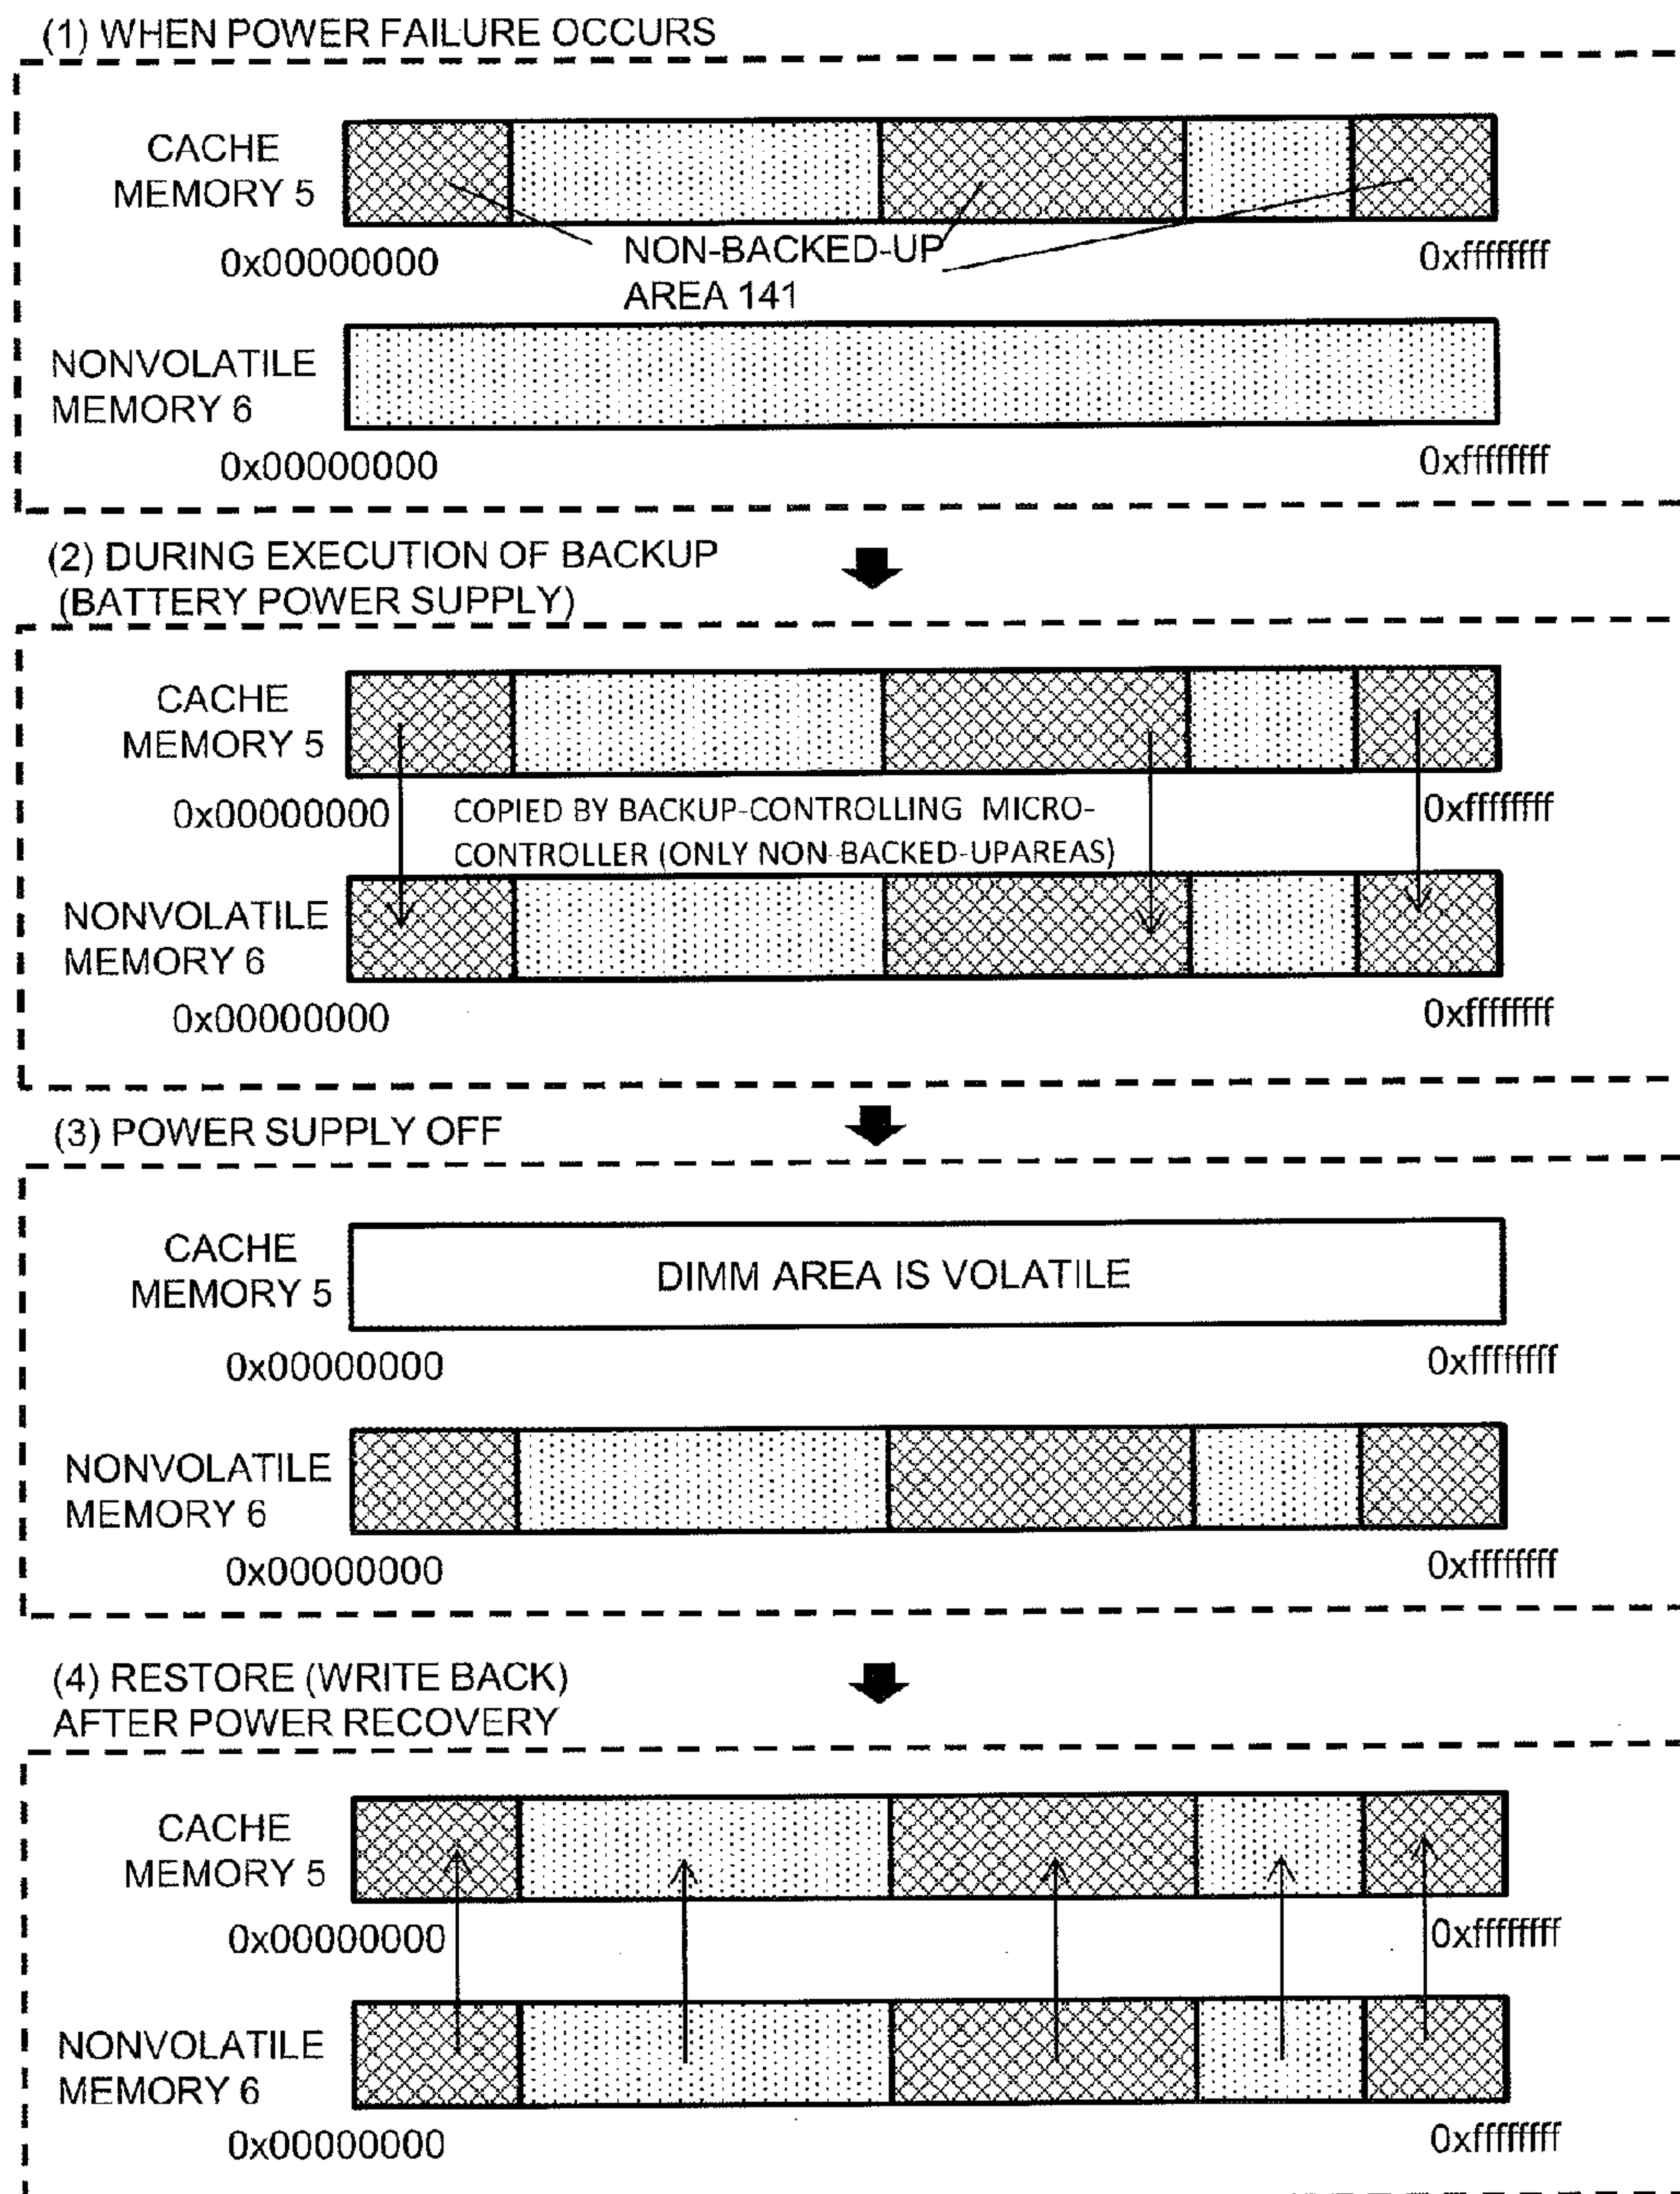 (1) WHEN POWER FAILURE OCCURS
CACHE
MEMORY 5
0x00000000
NON-BACKED-UP
AREA 141
0xffffffff
NONVOLATILE
MEMORY 6
0x00000000
0xffffffff
(2) DURING EXECUTION OF BACKUP
(BATTERY POWER SUPPLY)
CACHE
MEMORY 5
0x00000000
COPIED BY BACKUP-CONTROLLING MICRO-
CONTROLLER (ONLY NON-BACKED-UPAREAS)
0xffffffff
NONVOLATILE
MEMORY 6
0x00000000
0xffffffff
(3) POWER SUPPLY OFF
CACHE
MEMORY 5
DIMM AREA IS VOLATILE
0x00000000
0xffffffff
NONVOLATILE
MEMORY 6
0x00000000
0xffffffff
(4) RESTORE (WRITE BACK)
AFTER POWER RECOVERY
CACHE
MEMORY 5
0x00000000
0xffffffff
NONVOLATILE
MEMORY 6
0x00000000
0xffffffff